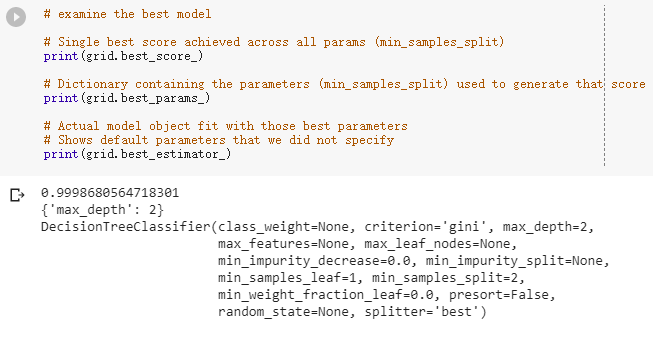 # examine the best model
# Single best score achieved across all params (min_samples_split)
print(grid.best_score_)
# Dictionary containing the parameters (min_samples_split) used to generate that score
print(grid.best_params_)
# Actual model object fit with those best parameters
# Shows default parameters that we did not specify
print(grid.best_estimator_)
0.9998680564718301
{'max_depth': 2}
DecisionTreeClassifier(class_weight=None, criterion='gini', max_depth=2,
max_features=None, max_leaf_nodes=None,
min_impurity_decrease=0.0, min_impurity_split=None,
min_samples_leaf=1, min_samples_split=2,
min_weight_fraction_leaf=0.0, presort=False,
random_state=None, splitter='best')